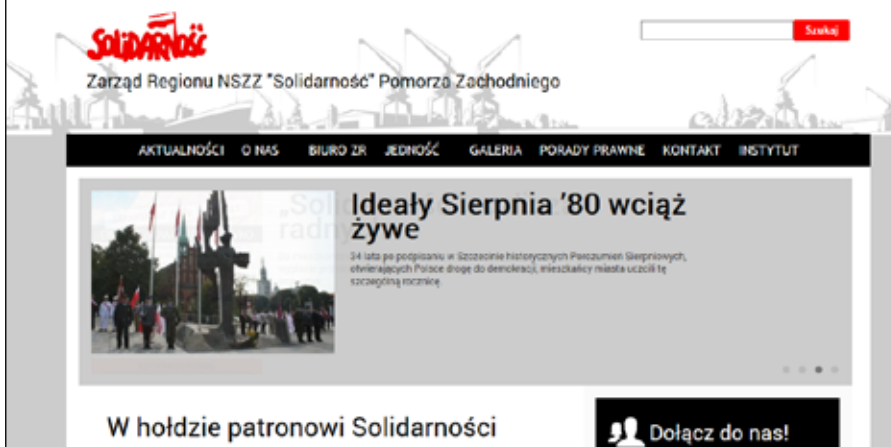 SOLIDARNOŚĆ
Szukaj
Zarząd Regionu NSZZ "Solidarność" Pomorza Zachodniego
AKTUALNOŚCI O NAS BIURO ZR JEDNOŚĆ GALERIA PORADY PRAWNE KONTAKT INSTYTUT
Ideały Sierpnia '80 wciąż
żywe
34 lata po podpisaniu w Szczecinie historycznych Porozumień Sierpniowych,
otwierających Polsce drogę do demokracji, mieszkańcy miasta uczcili tę
szczególną rocznicę.
W hołdzie patronowi Solidarności
Dołącz do nas!